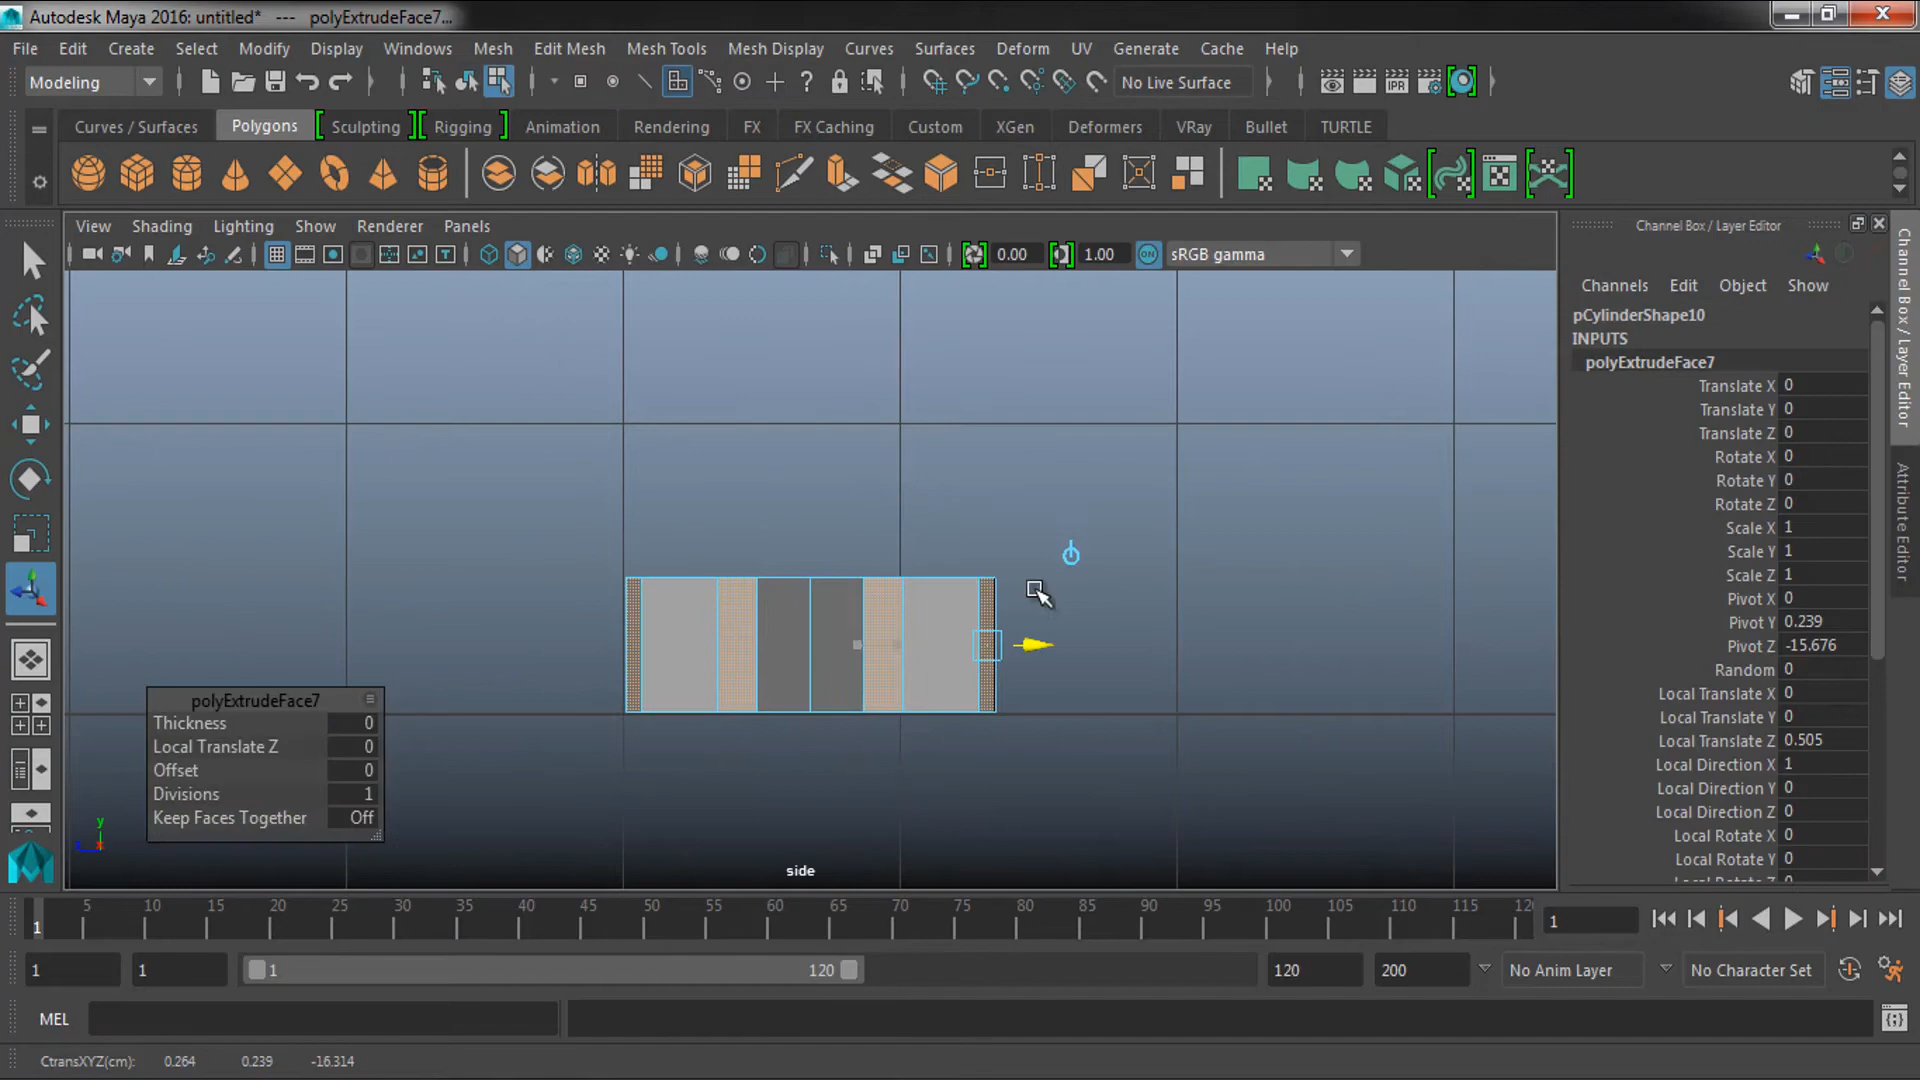 Autodesk Maya 2016: untitled* --- polyExtrudeFace7...
File Edit Create Select Modify Display Windows Mesh Edit Mesh Mesh Tools Mesh Display Curves Surfaces Deform UV Generate Cache Help
Modeling No Live Surface IPR
Curves / Surfaces Polygons Sculpting Rigging Animation Rendering FX FX Caching Custom XGen Deformers VRay Bullet TURTLE
View Shading Lighting Show Renderer Panels
0.00 1.00 ON sRGB gamma
Channel Box / Layer Editor
Channels Edit Object Show
pCylinderShape10
INPUTS
polyExtrudeFace7
Translate X 0
Translate Y 0
Translate Z 0
Rotate X 0
Rotate Y 0
Rotate Z 0
Scale X 1
Scale Y 1
Scale Z 1
Pivot X 0
Pivot Y 0.239
Pivot Z -15.676
Random 0
Local Translate X 0
Local Translate Y 0
Local Translate Z 0.505
Local Direction X 1
Local Direction Y 0
Local Direction Z 0
Local Rotate X 0
Local Rotate Y 0
Channel Box / Layer Editor
Attribute Editor
polyExtrudeFace7
Thickness 0
Local Translate Z 0
Offset 0
Divisions 1
Keep Faces Together Off
y
x
side
1 5 10 15 20 25 30 35 40 45 50 55 60 65 70 75 80 85 90 95 100 105 110 115 12
1
1 1 1 120 120 200 No Anim Layer No Character Set
MEL
CtransXYZ(cm): 0.264 0.239 -16.314